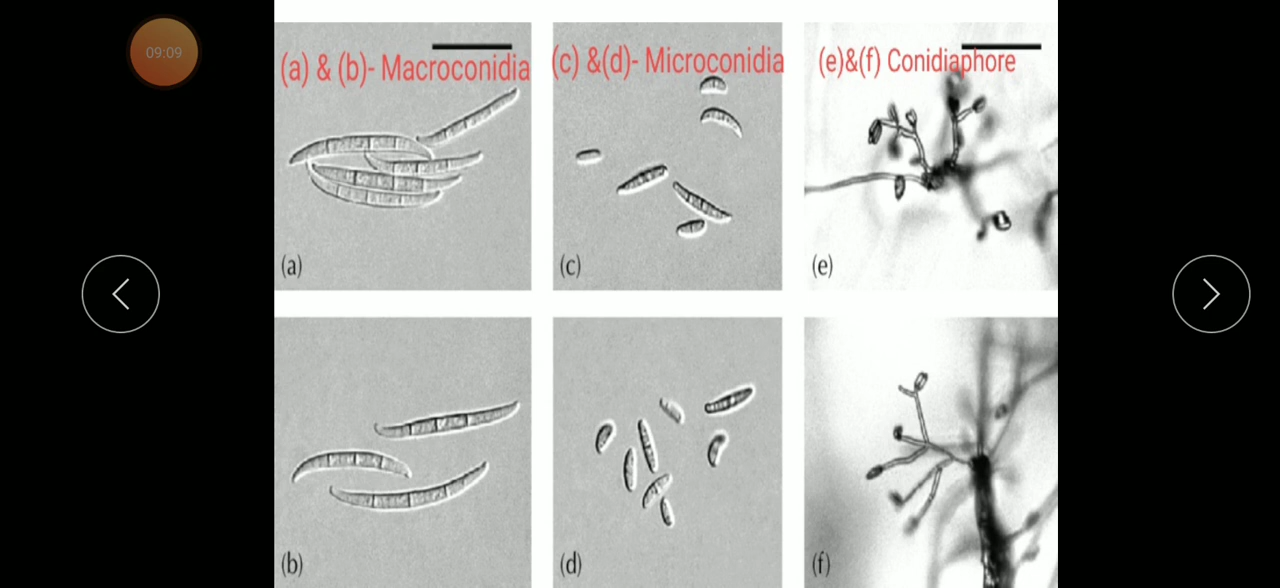 09:09
(a) & (b)- Macroconidia
(c) &(d)- Microconidia
(e)&(f) Conidiaphore
(a)
(c)
(e)
(b)
(d)
(f)